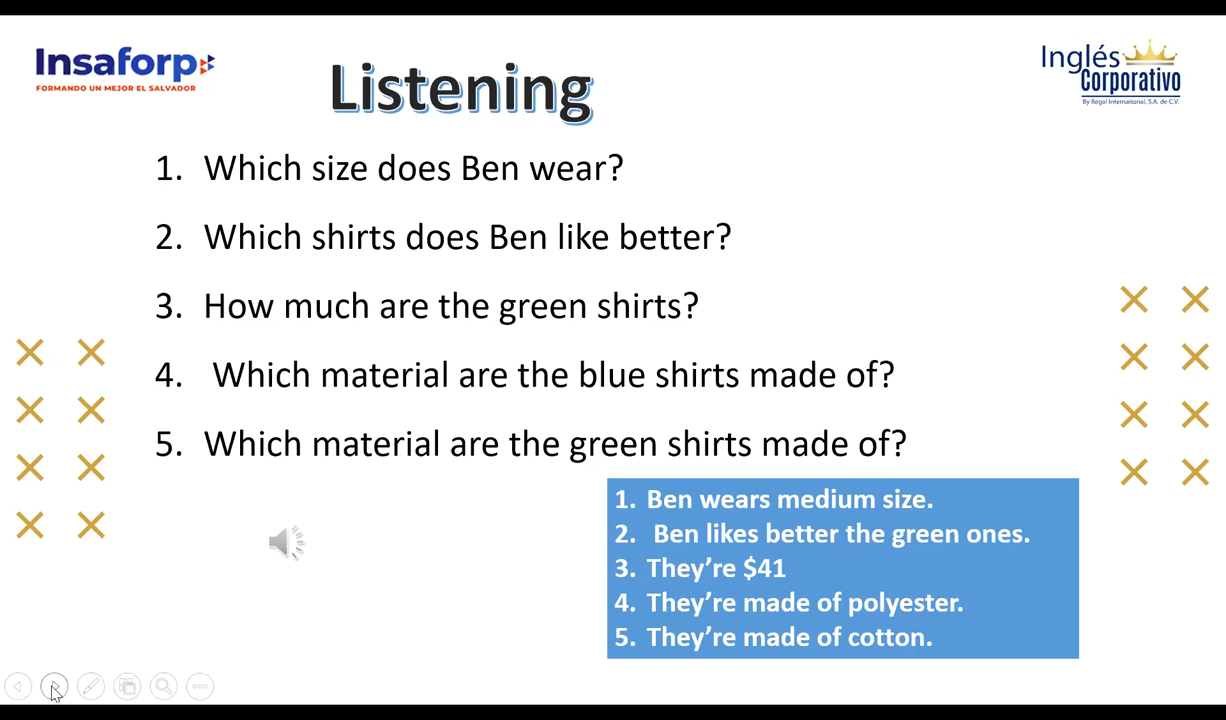 Insaforp
FORMANDO UN MEJOR EL SALVADOR
Listening
Inglés
Corporativo
By Regal International, S.A. de C.V.
1. Which size does Ben wear?
2. Which shirts does Ben like better?
3. How much are the green shirts?
4. Which material are the blue shirts made of?
5. Which material are the green shirts made of?
1. Ben wears medium size.
2. Ben likes better the green ones.
3. They’re $41
4. They’re made of polyester.
5. They’re made of cotton.